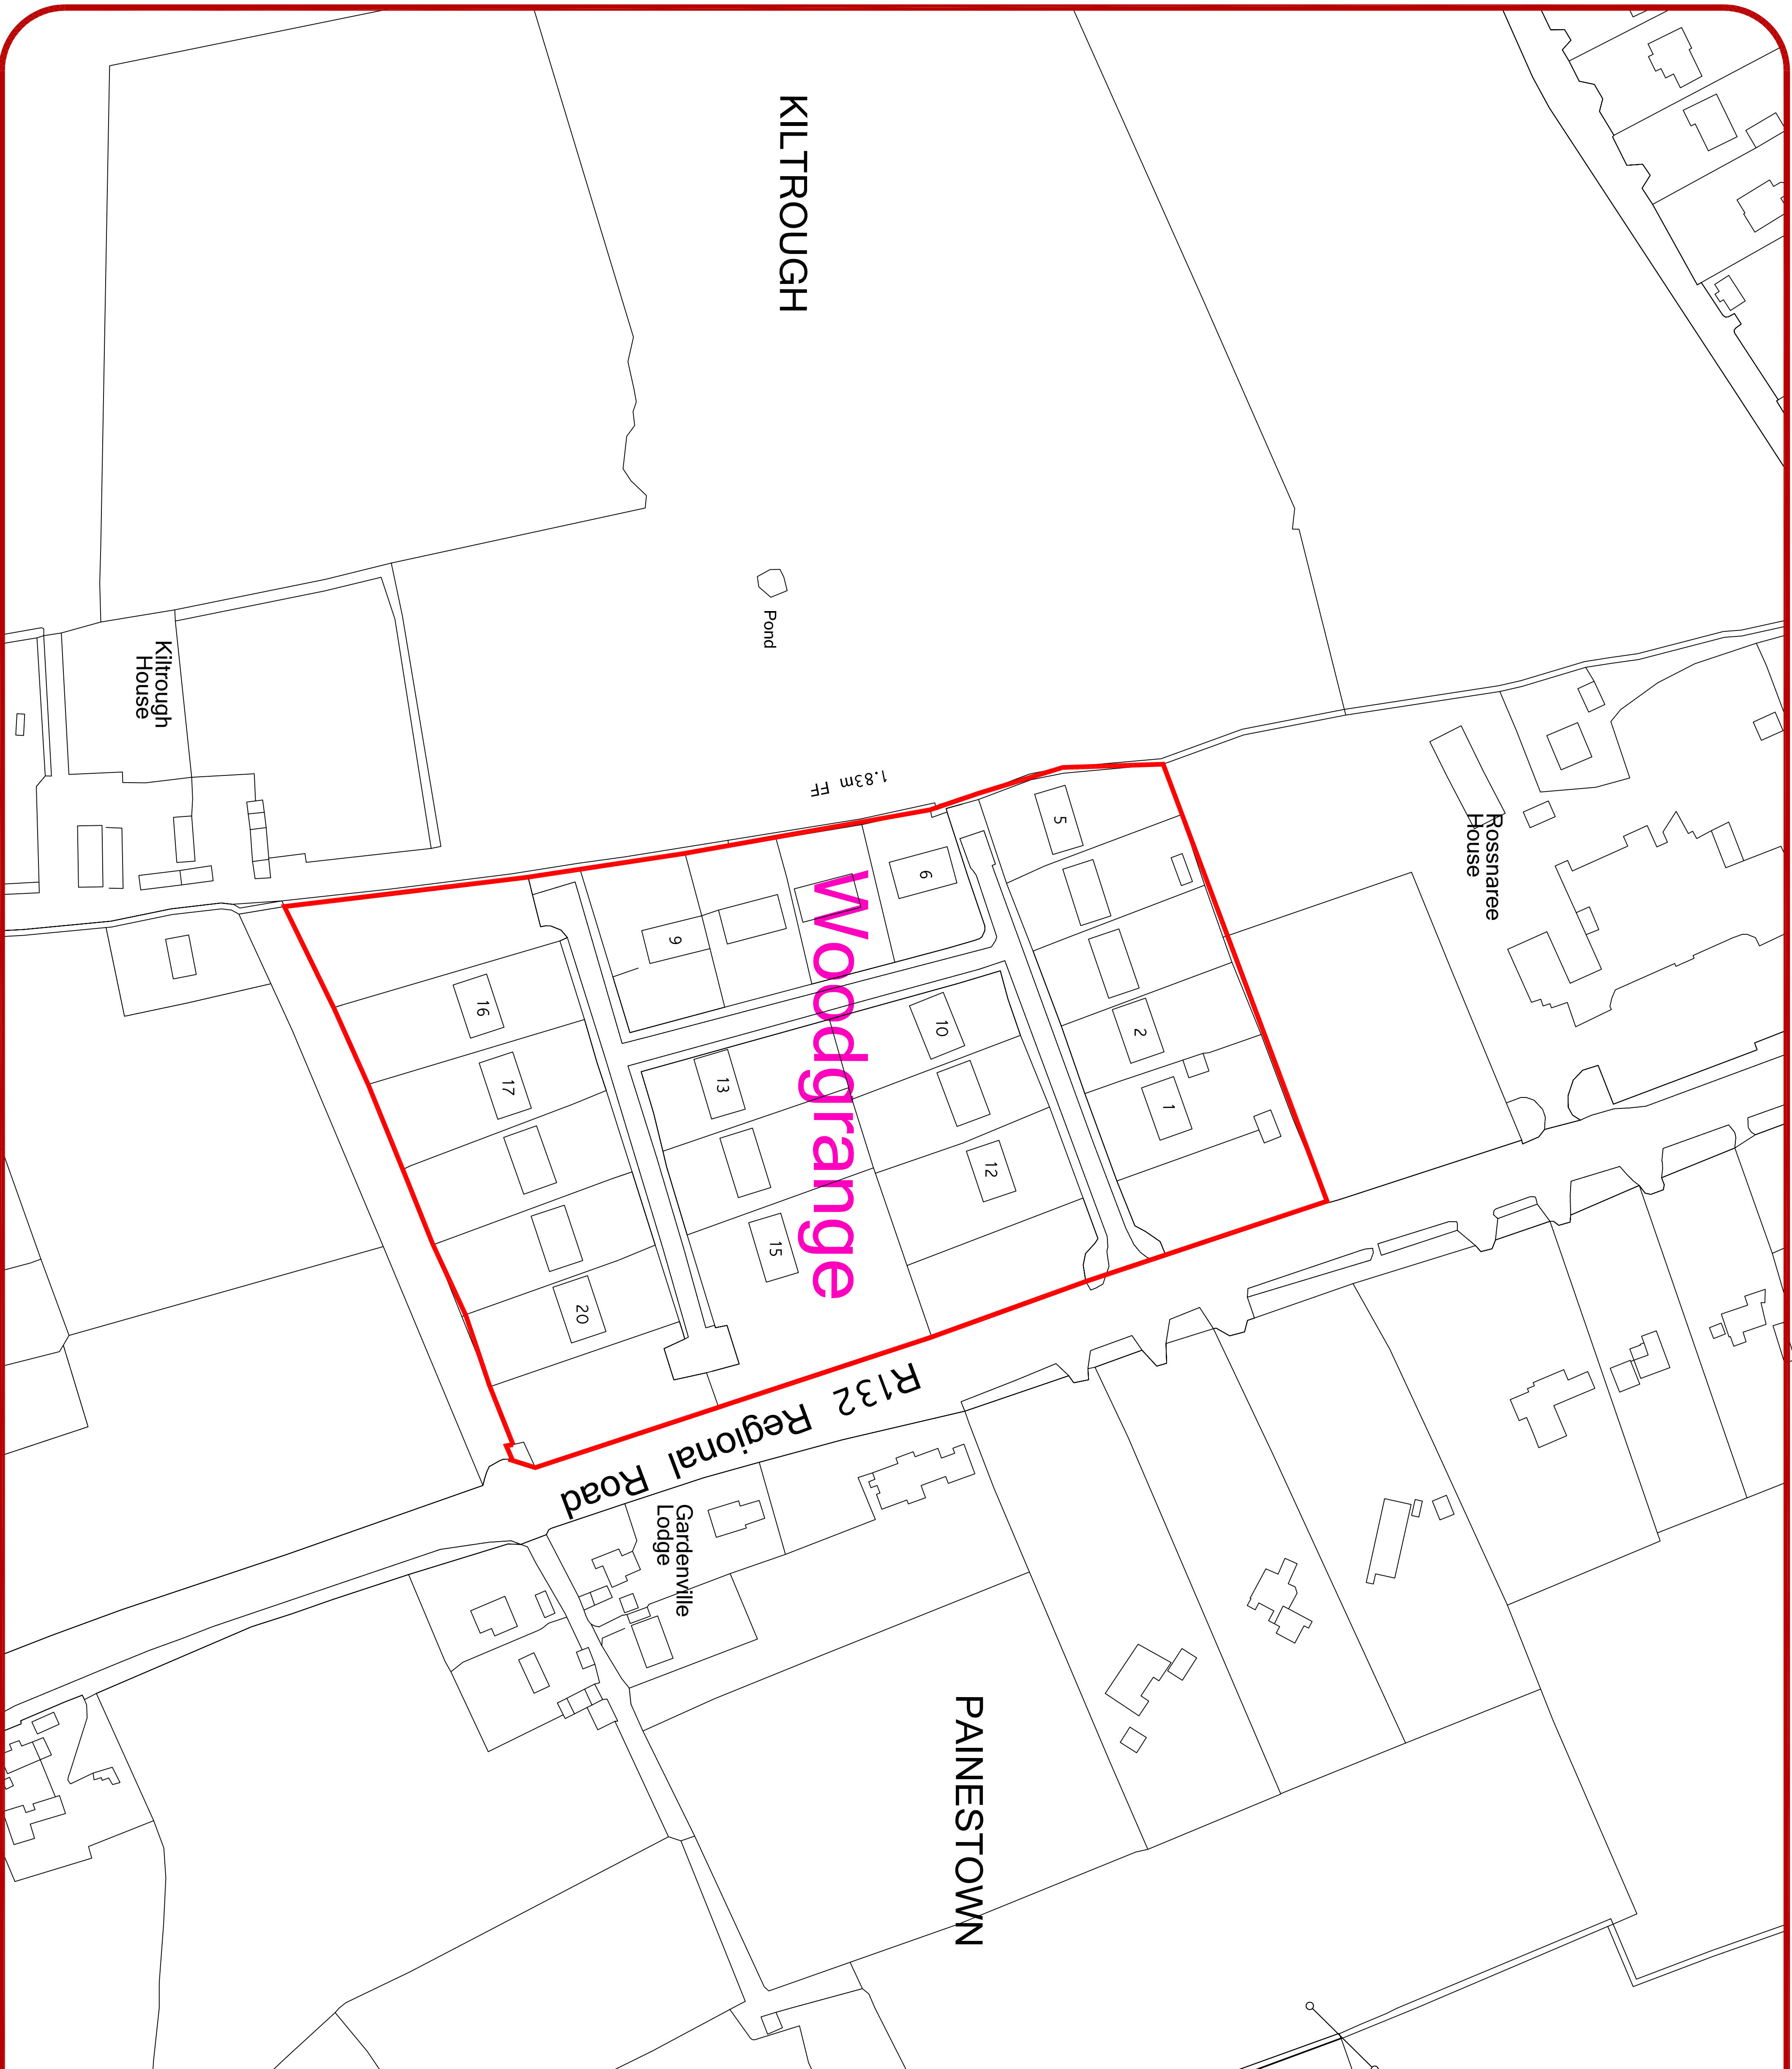 KILTROUGH
Pond
Kiltrough
House
Rossnaree
House
1.83m FF
Woodgrange
5
2
1
6
9
10
12
13
15
16
17
20
R132 Regional Road
Gardenville
Lodge
PAINESTOWN